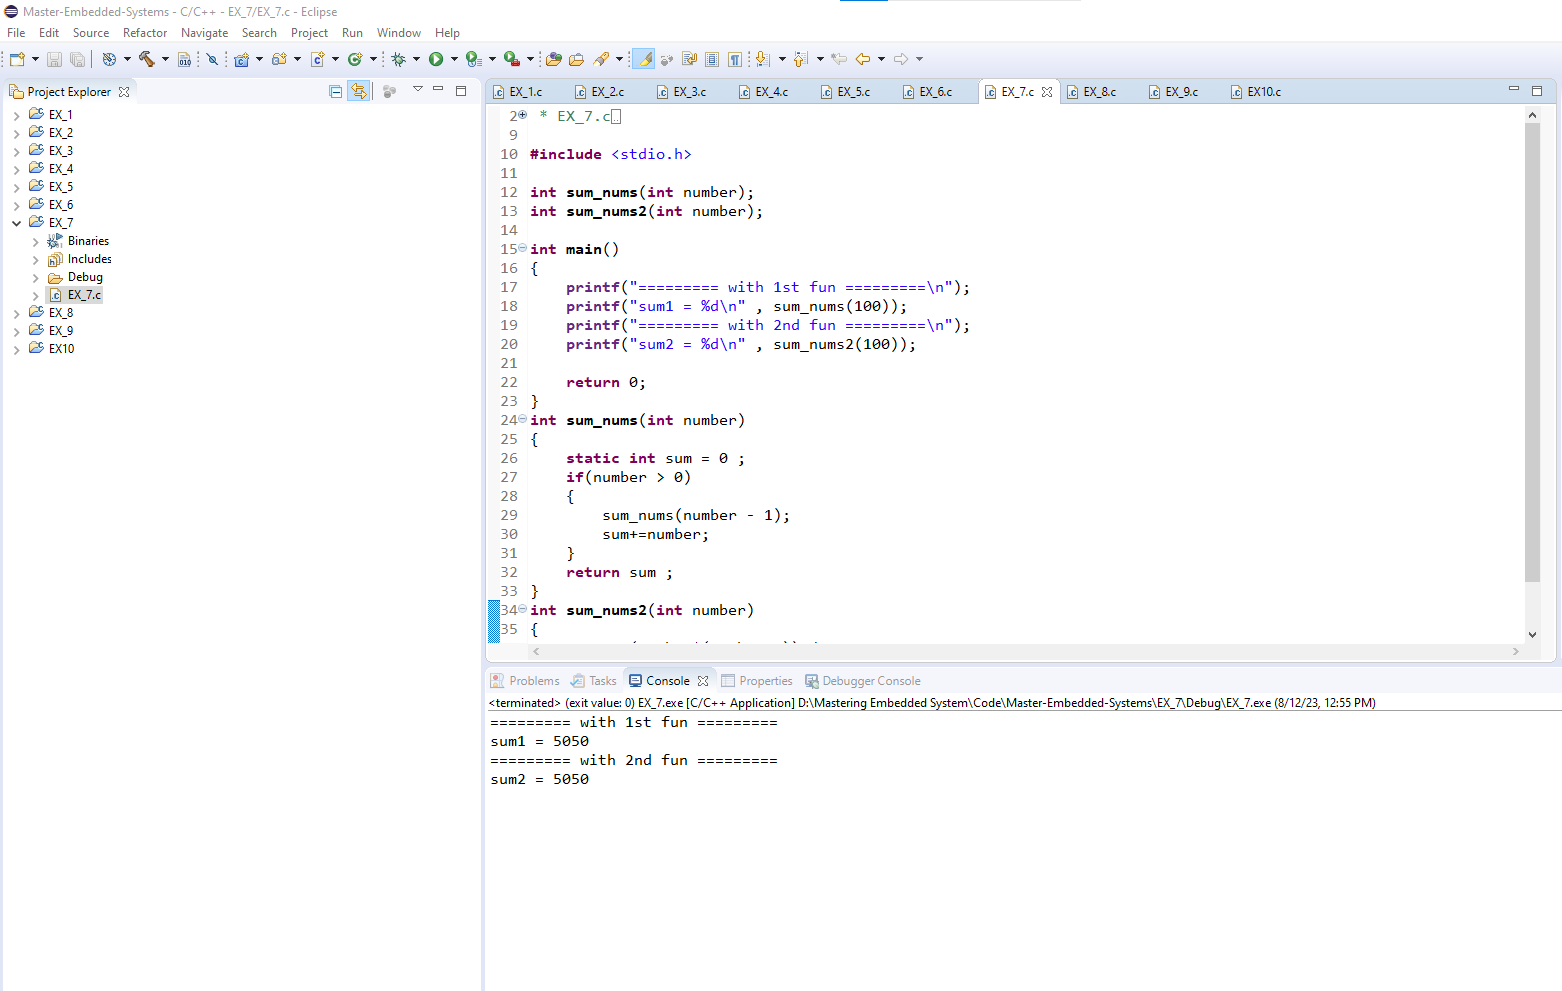 Master-Embedded-Systems - C/C++ - EX_7/EX_7.c - Eclipse
File Edit Source Refactor Navigate Search Project Run Window Help
Project Explorer
EX_1
EX_2
EX_3
EX_4
EX_5
EX_6
EX_7
Binaries
Includes
Debug
EX_7.c
EX_8
EX_9
EX10
EX_1.c EX_2.c EX_3.c EX_4.c EX_5.c EX_6.c EX_7.c EX_8.c EX_9.c EX10.c
2 * EX_7.c
9
10 #include <stdio.h>
11
12 int sum_nums(int number);
13 int sum_nums2(int number);
14
15 int main()
16 {
17 printf("========= with 1st fun =========\n");
18 printf("sum1 = %d\n" , sum_nums(100));
19 printf("========= with 2nd fun =========\n");
20 printf("sum2 = %d\n" , sum_nums2(100));
21
22 return 0;
23 }
24 int sum_nums(int number)
25 {
26 static int sum = 0 ;
27 if(number > 0)
28 {
29 sum_nums(number - 1);
30 sum+=number;
31 }
32 return sum ;
33 }
34 int sum_nums2(int number)
35 {
Problems Tasks Console Properties Debugger Console
<terminated> (exit value: 0) EX_7.exe [C/C++ Application] D:\Mastering Embedded System\Code\Master-Embedded-Systems\EX_7\Debug\EX_7.exe (8/12/23, 12:55 PM)
========= with 1st fun =========
sum1 = 5050
========= with 2nd fun =========
sum2 = 5050